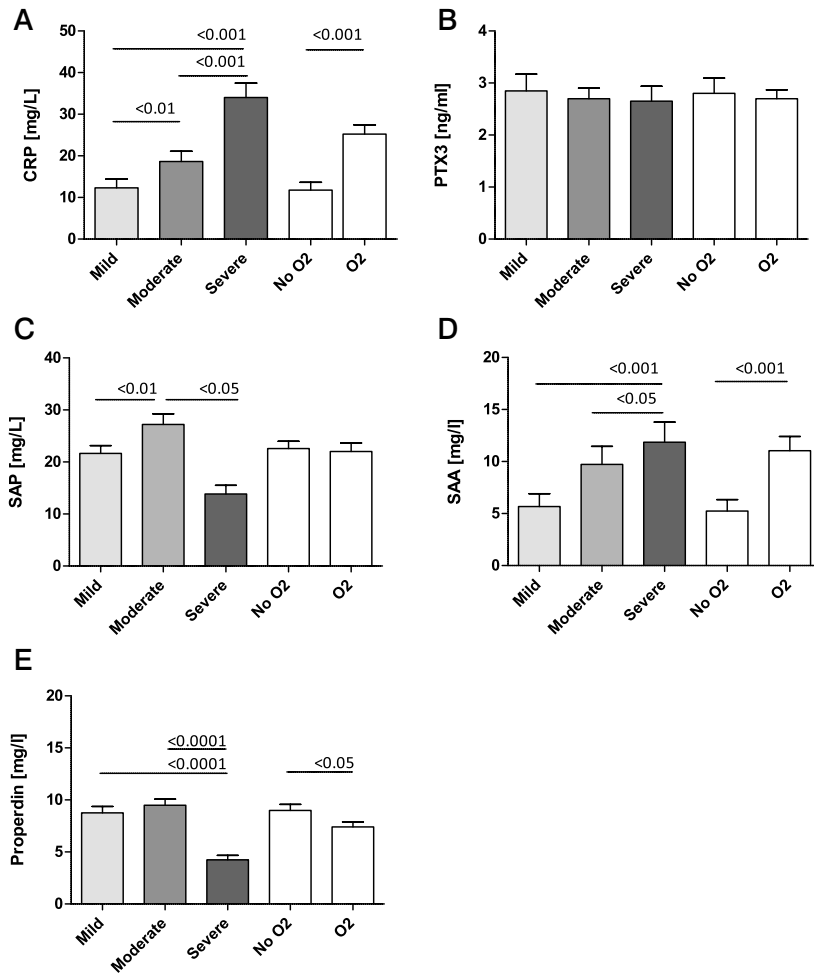 A
CRP [mg/L]
50
40
30
20
10
0
<0.001
<0.001
<0.01
<0.001
Mild
Moderate
Severe
No O2
O2
B
PTX3 [ng/ml]
4
3
2
1
0
Mild
Moderate
Severe
No O2
O2
C
SAP [mg/L]
40
30
20
10
0
<0.01
<0.05
Mild
Moderate
Severe
No O2
O2
D
SAA [mg/l]
20
15
10
5
0
<0.001
<0.05
<0.001
Mild
Moderate
Severe
No O2
O2
E
Properdin [mg/l]
20
15
10
5
0
<0.0001
<0.0001
<0.05
Mild
Moderate
Severe
No O2
O2